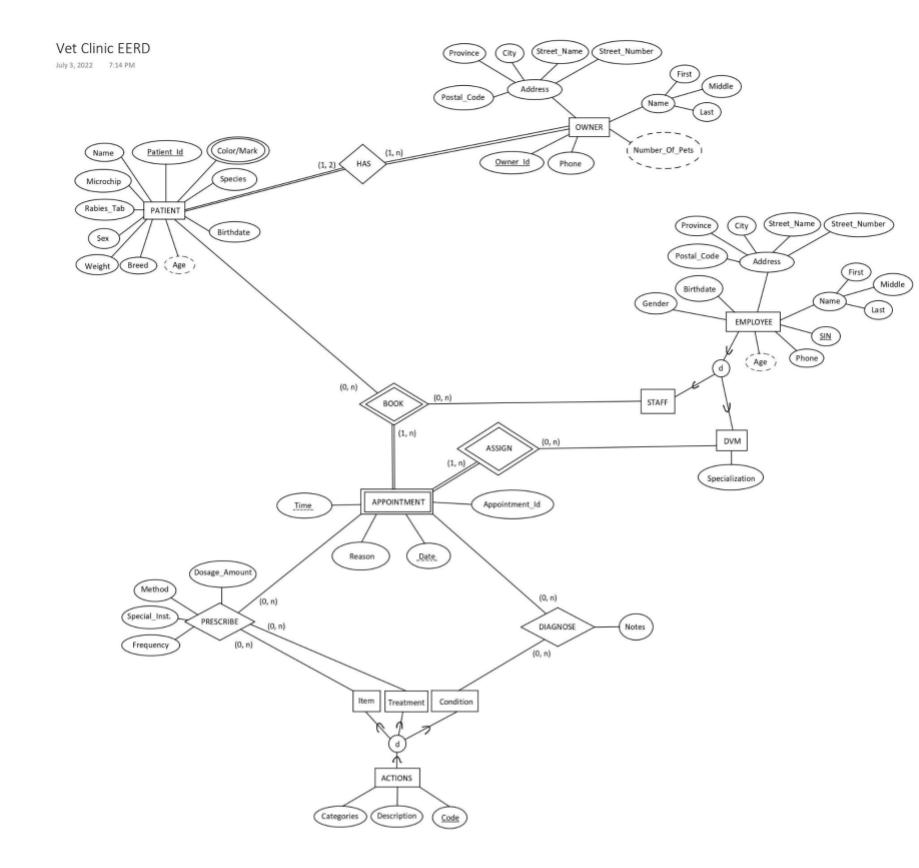 Vet Clinic EERD
July 3, 2022 7:14 PM
Province
City
Street_Name
Street_Number
Postal_Code
Address
First
Middle
Name
Last
OWNER
Number_Of_Pets
Owner_Id
Phone
HAS
(1, 2)
(1, n)
Name
Patient_Id
Color/Mark
Microchip
Species
Rabies_Tab
PATIENT
Birthdate
Sex
Weight
Breed
Age
Province
City
Street_Name
Street_Number
Postal_Code
Address
First
Middle
Name
Last
Birthdate
Gender
EMPLOYEE
SIN
Age
Phone
d
STAFF
DVM
Specialization
BOOK
(0, n)
(0, n)
(1, n)
ASSIGN
(0, n)
(1, n)
APPOINTMENT
Time
Appointment_Id
Reason
Date
Dosage_Amount
Method
Special_Inst.
Frequency
PRESCRIBE
(0, n)
(0, n)
(0, n)
DIAGNOSE
(0, n)
(0, n)
Notes
Item
Treatment
Condition
d
ACTIONS
Categories
Description
Code